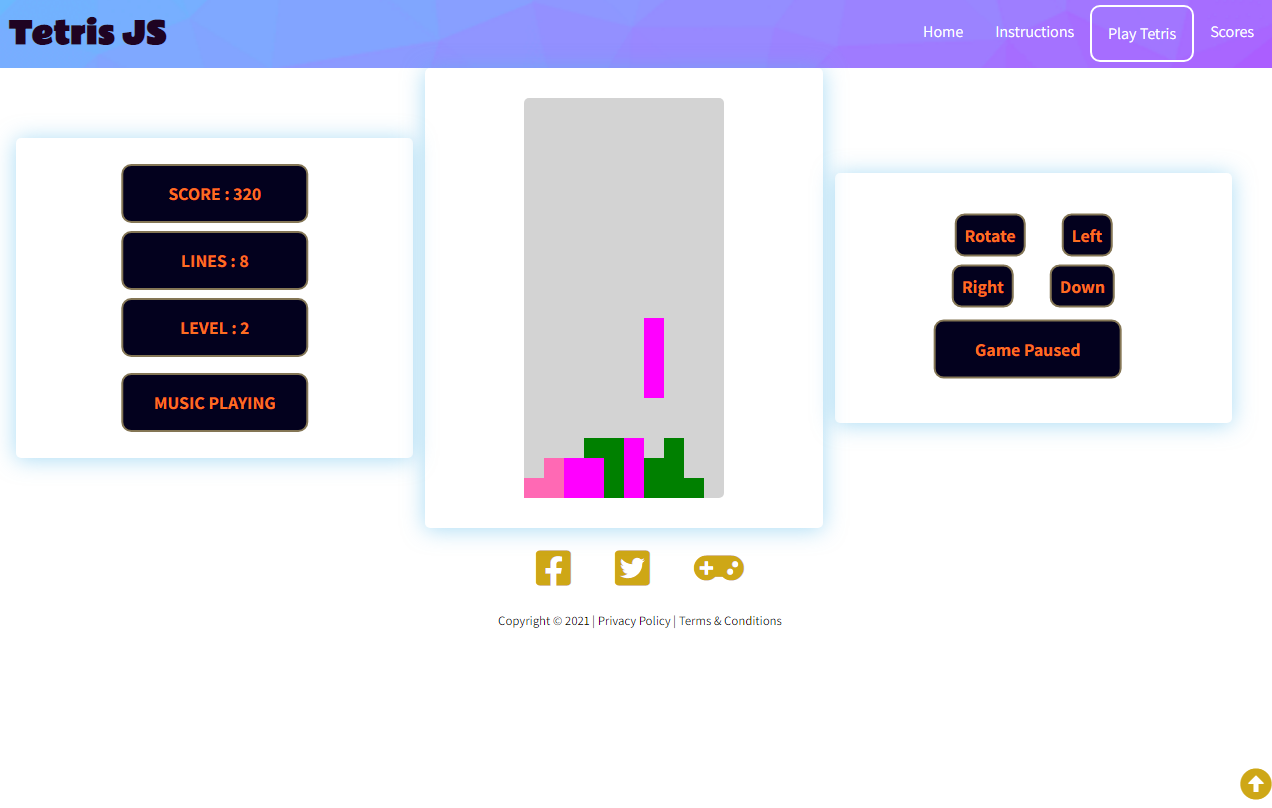 Tetris JS
Home Instructions Play Tetris Scores
SCORE : 320
LINES : 8
LEVEL : 2
MUSIC PLAYING
Rotate Left
Right Down
Game Paused
Copyright © 2021 | Privacy Policy | Terms & Conditions